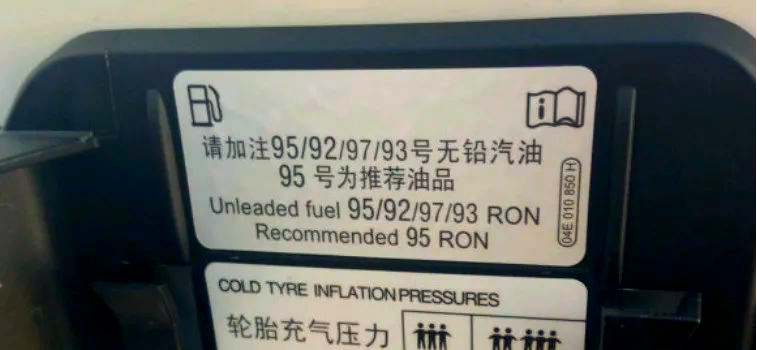 请加注95/92/97/93号无铅汽油
95 号为推荐油品
Unleaded fuel 95/92/97/93 RON
Recommended 95 RON
04E 010 850 H
COLD TYRE INFLATION PRESSURES
轮胎充气压力